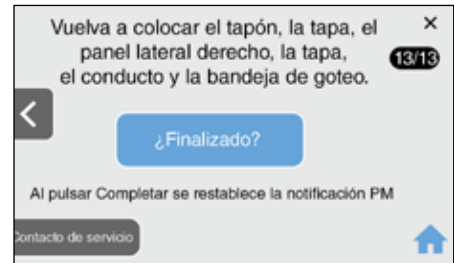 Vuelva a colocar el tapón, la tapa, el
panel lateral derecho, la tapa,
el conducto y la bandeja de goteo.
13/13
¿Finalizado?
Al pulsar Completar se restablece la notificación PM
Contacto de servicio